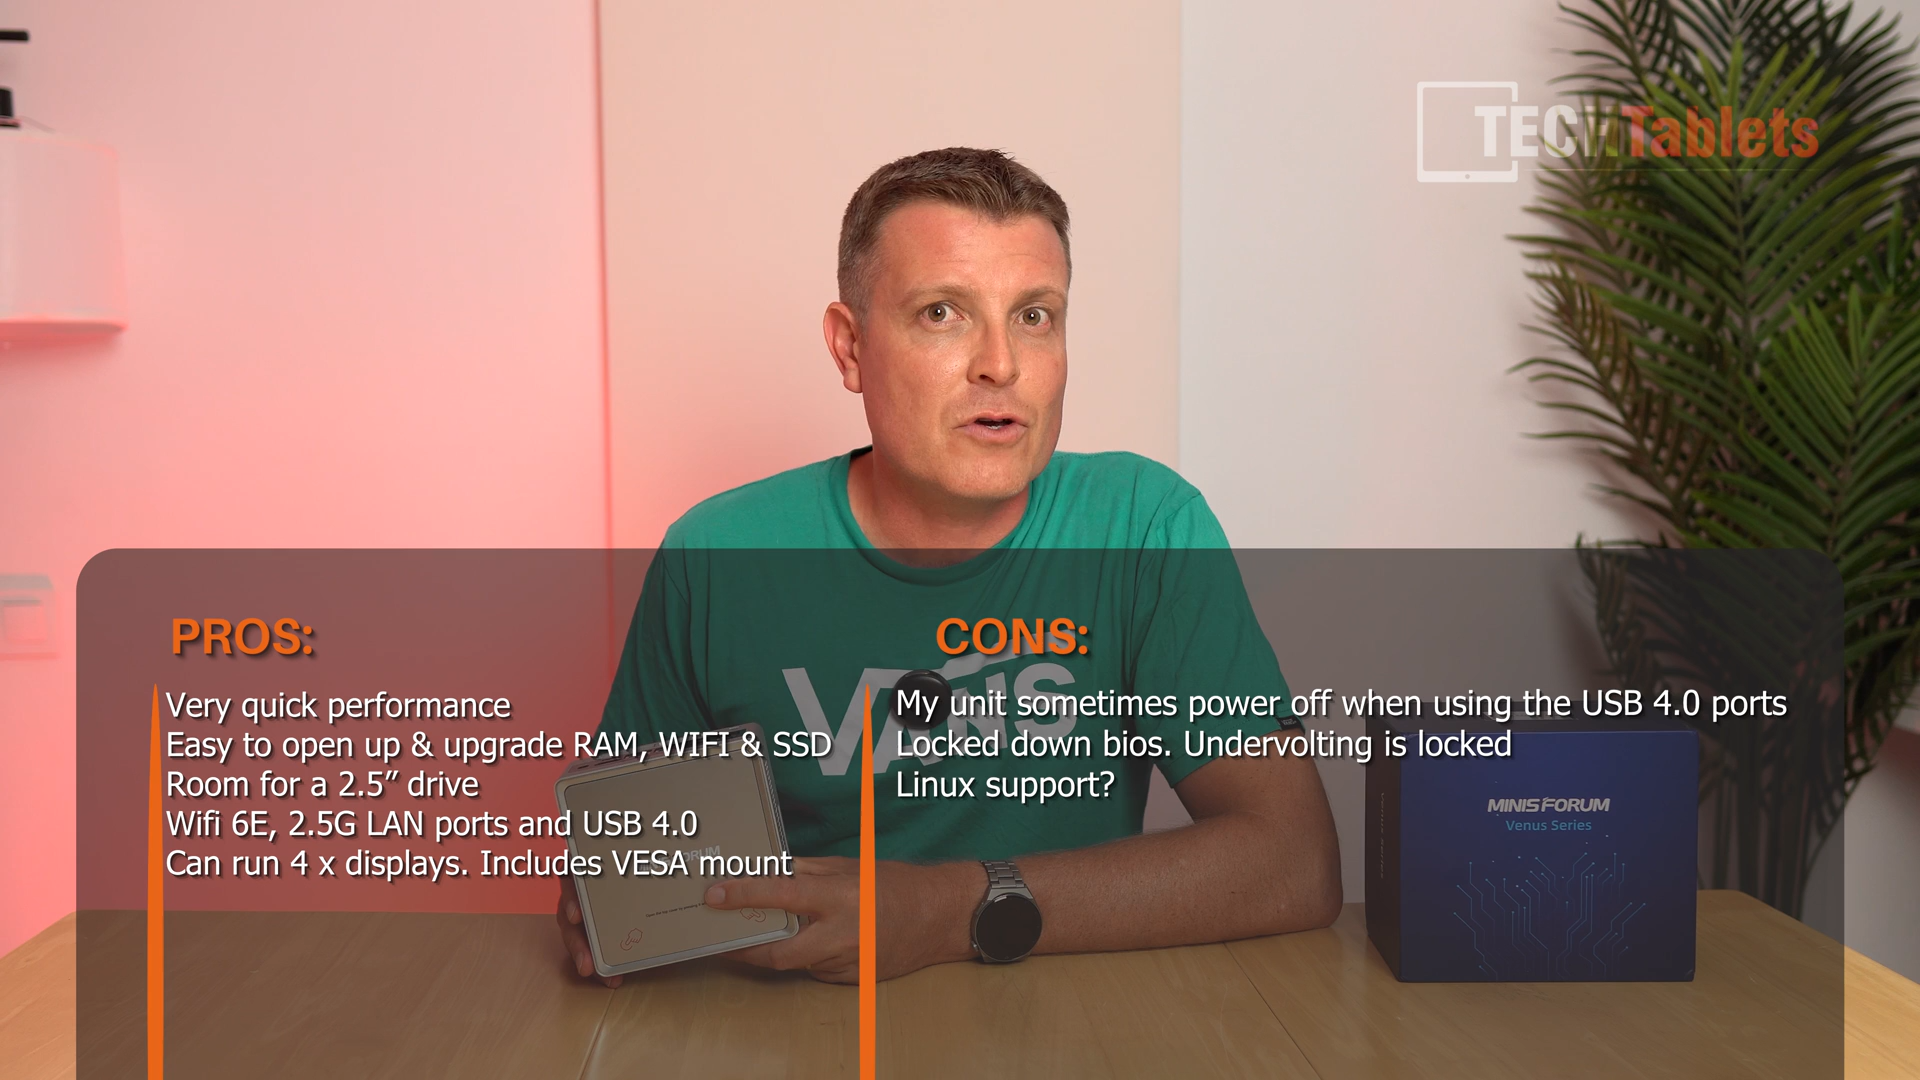 TECHTablets
PROS:
Very quick performance
Easy to open up & upgrade RAM, WIFI & SSD
Room for a 2.5” drive
Wifi 6E, 2.5G LAN ports and USB 4.0
Can run 4 x displays. Includes VESA mount
CONS:
My unit sometimes power off when using the USB 4.0 ports
Locked down bios. Undervolting is locked
Linux support?
VANS
MINISFORUM
Venus Series